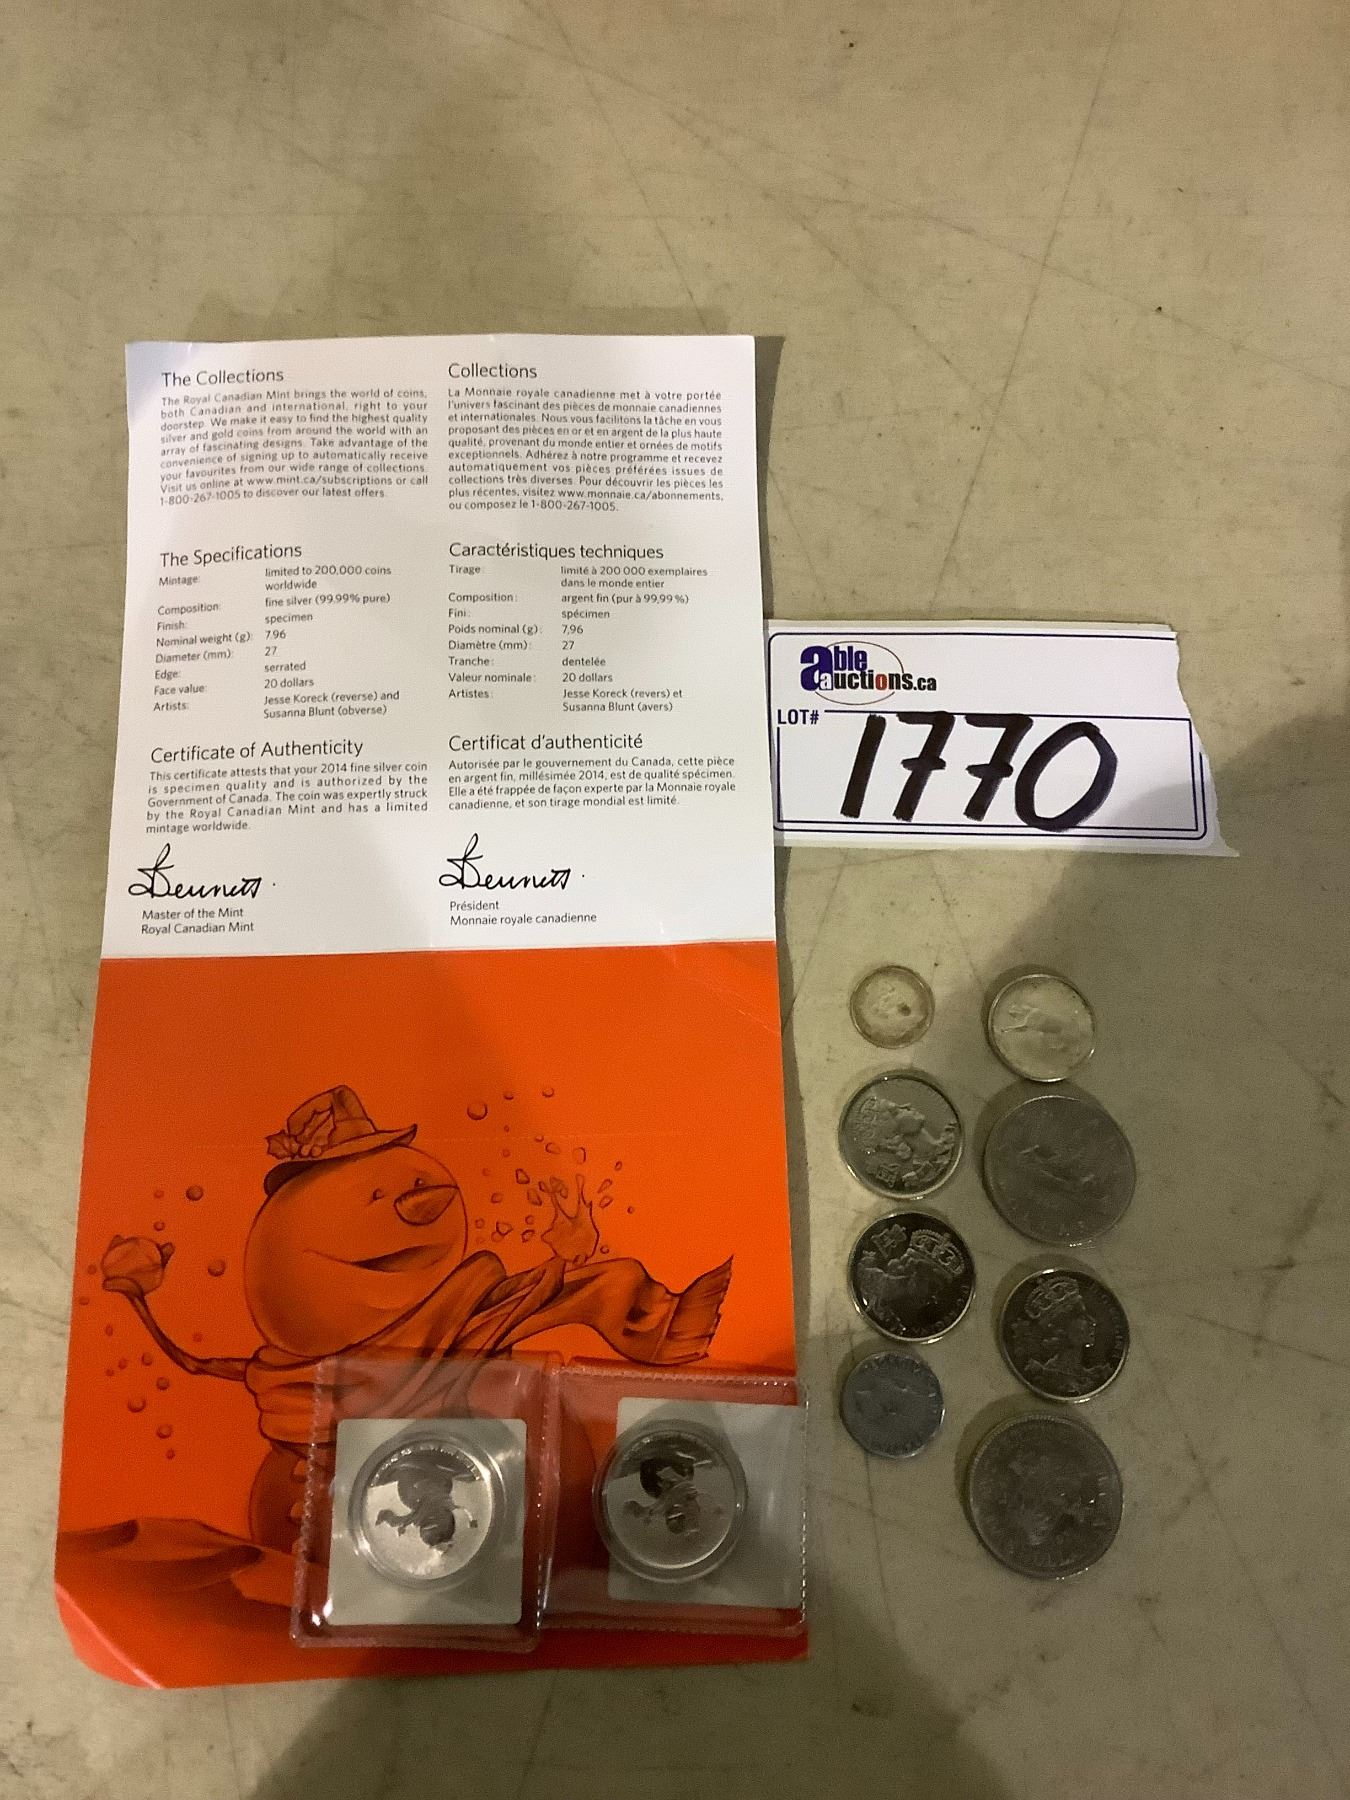 The Collections
The Royal Canadian Mint brings the world of coins,
both Canadian and international, right to your
doorstep. We make it easy to find the highest quality
silver and gold coins from around the world with an
array of fascinating designs. Take advantage of the
convenience of signing up to automatically receive
your favourites from our wide range of collections.
Visit us online at www.mint.ca/subscriptions or call
1-800-267-1005 to discover our latest offers.
Collections
La Monnaie royale canadienne met à votre portée
l'univers fascinant des pièces de monnaie canadiennes
et internationales. Nous vous facilitons la tâche en vous
proposant des pièces en or et en argent de la plus haute
qualité, provenant du monde entier et ornées de motifs
exceptionnels. Adhérez à notre programme et recevez
automatiquement vos pièces préférées issues de
collections très diverses. Pour découvrir les pièces les
plus récentes, visitez www.monnaie.ca/abonnements,
ou composez le 1-800-267-1005.
The Specifications
Mintage: limited to 200,000 coins
worldwide
Composition: fine silver (99.99% pure)
Finish: specimen
Nominal weight (g): 7.96
Diameter (mm): 27
Edge: serrated
Face value: 20 dollars
Artists: Jesse Koreck (reverse) and
Susanna Blunt (obverse)
Caractéristiques techniques
Tirage: limité à 200 000 exemplaires
dans le monde entier
Composition: argent fin (pur à 99,99 %)
Fini: spécimen
Poids nominal (g): 7,96
Diamètre (mm): 27
Tranche: dentelée
Valeur nominale: 20 dollars
Artistes: Jesse Koreck (revers) et
Susanna Blunt (avers)
Certificate of Authenticity
This certificate attests that your 2014 fine silver coin
is specimen quality and is authorized by the
Government of Canada. The coin was expertly struck
by the Royal Canadian Mint and has a limited
mintage worldwide.
Bennett
Master of the Mint
Royal Canadian Mint
Certificat d'authenticité
Autorisée par le gouvernement du Canada, cette pièce
en argent fin, millésimée 2014, est de qualité spécimen.
Elle a été frappée de façon experte par la Monnaie royale
canadienne, et son tirage mondial est limité.
Bennett
Président
Monnaie royale canadienne
able
auctions.ca
LOT# 1770